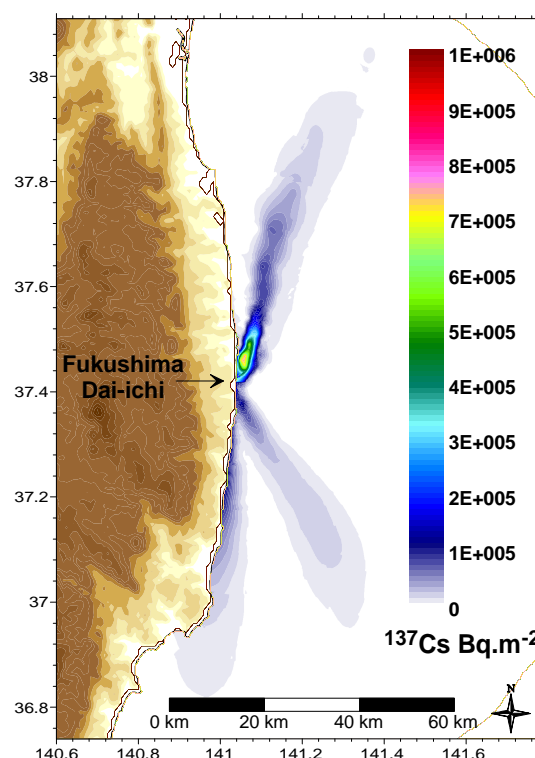 38
37.8
37.6
37.4
37.2
37
36.8
140.6 140.8 141 141.2 141.4 141.6
Fukushima
Dai-ichi
1E+006
9E+005
8E+005
7E+005
6E+005
5E+005
4E+005
3E+005
2E+005
1E+005
0
¹³⁷Cs Bq.m⁻²
N
0 km 20 km 40 km 60 km